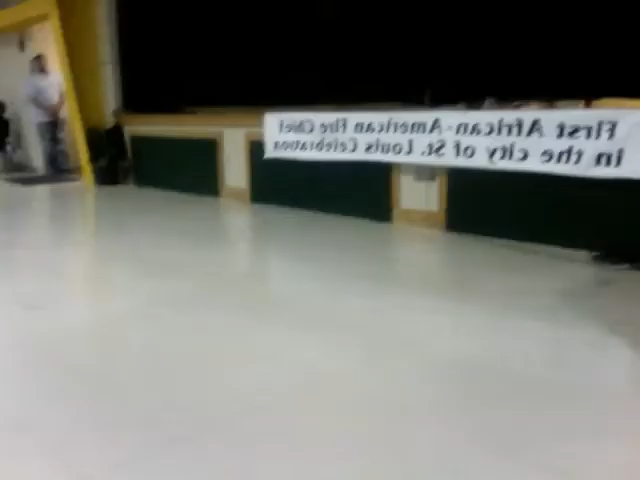 First African-American Fire Chief
in the city of St. Louis Celebration